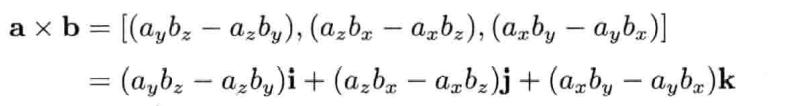 a × b = [(a_y b_z − a_z b_y), (a_z b_x − a_x b_z), (a_x b_y − a_y b_x)]
= (a_y b_z − a_z b_y)i + (a_z b_x − a_x b_z)j + (a_x b_y − a_y b_x)k